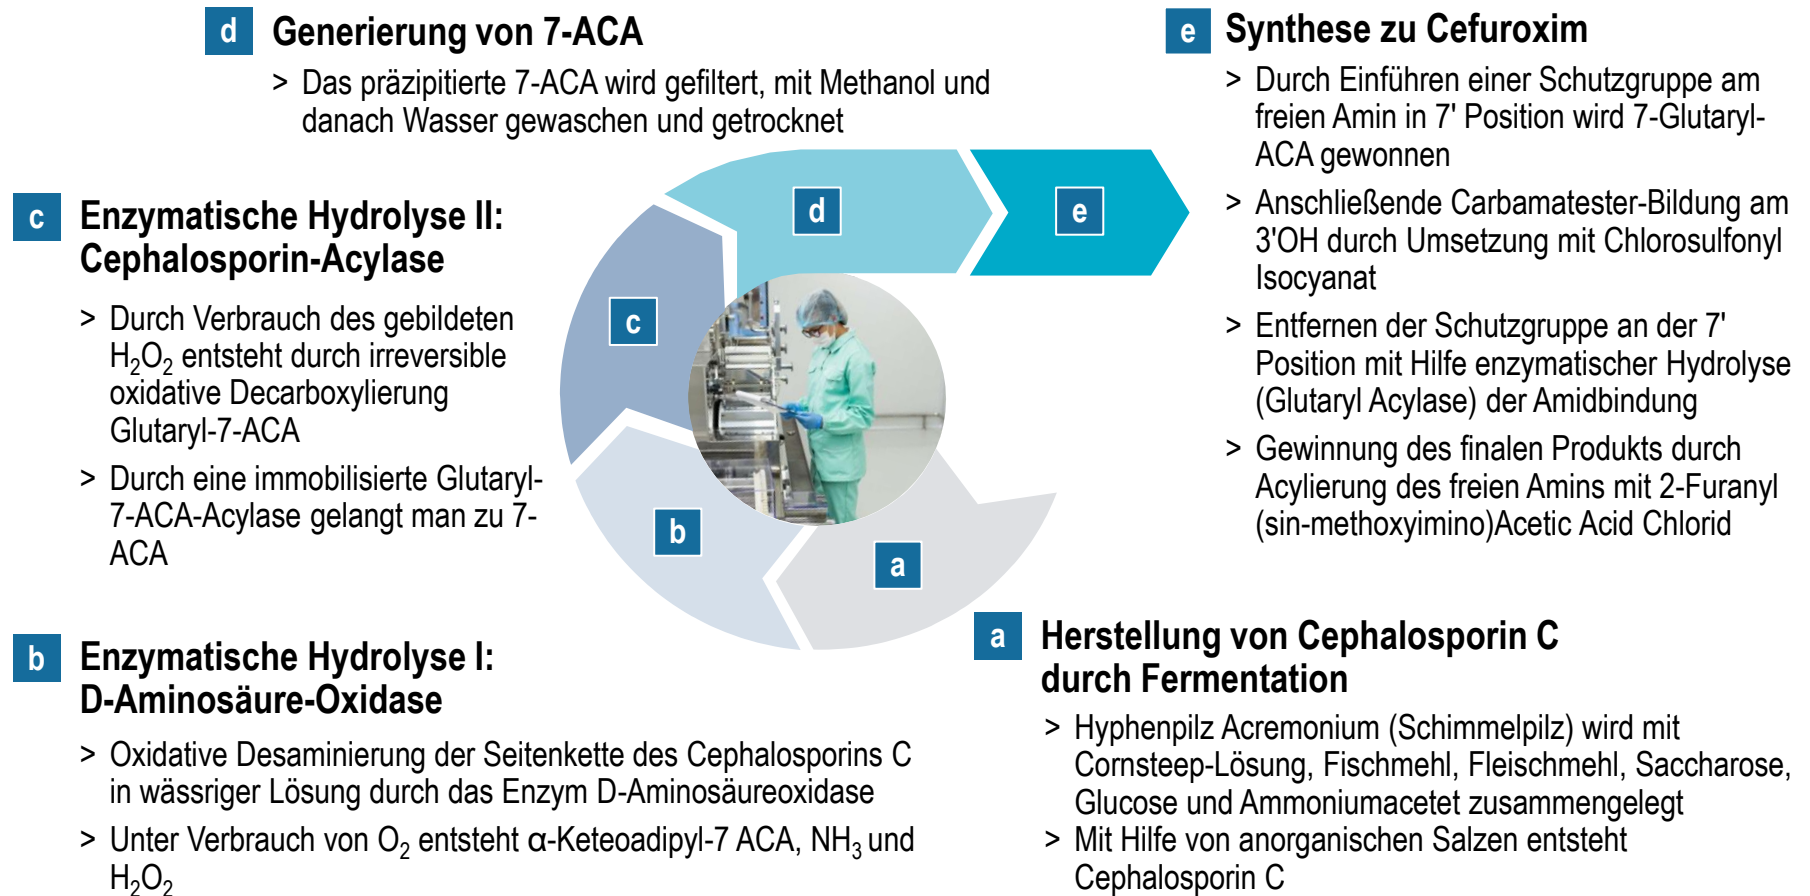 d Generierung von 7-ACA
> Das präzipitierte 7-ACA wird gefiltert, mit Methanol und
danach Wasser gewaschen und getrocknet
e Synthese zu Cefuroxim
> Durch Einführen einer Schutzgruppe am
freien Amin in 7' Position wird 7-Glutaryl-
ACA gewonnen
> Anschließende Carbamatester-Bildung am
3'OH durch Umsetzung mit Chlorosulfonyl
Isocyanat
> Entfernen der Schutzgruppe an der 7'
Position mit Hilfe enzymatischer Hydrolyse
(Glutaryl Acylase) der Amidbindung
> Gewinnung des finalen Produkts durch
Acylierung des freien Amins mit 2-Furanyl
(sin-methoxyimino)Acetic Acid Chlorid
c Enzymatische Hydrolyse II:
Cephalosporin-Acylase
> Durch Verbrauch des gebildeten
H₂O₂ entsteht durch irreversible
oxidative Decarboxylierung
Glutaryl-7-ACA
> Durch eine immobilisierte Glutaryl-
7-ACA-Acylase gelangt man zu 7-
ACA
d
e
c
b
a
b Enzymatische Hydrolyse I:
D-Aminosäure-Oxidase
> Oxidative Desaminierung der Seitenkette des Cephalosporins C
in wässriger Lösung durch das Enzym D-Aminosäureoxidase
> Unter Verbrauch von O₂ entsteht α-Keteoadipyl-7 ACA, NH₃ und
H₂O₂
a Herstellung von Cephalosporin C
durch Fermentation
> Hyphenpilz Acremonium (Schimmelpilz) wird mit
Cornsteep-Lösung, Fischmehl, Fleischmehl, Saccharose,
Glucose und Ammoniumacetet zusammengelegt
> Mit Hilfe von anorganischen Salzen entsteht
Cephalosporin C